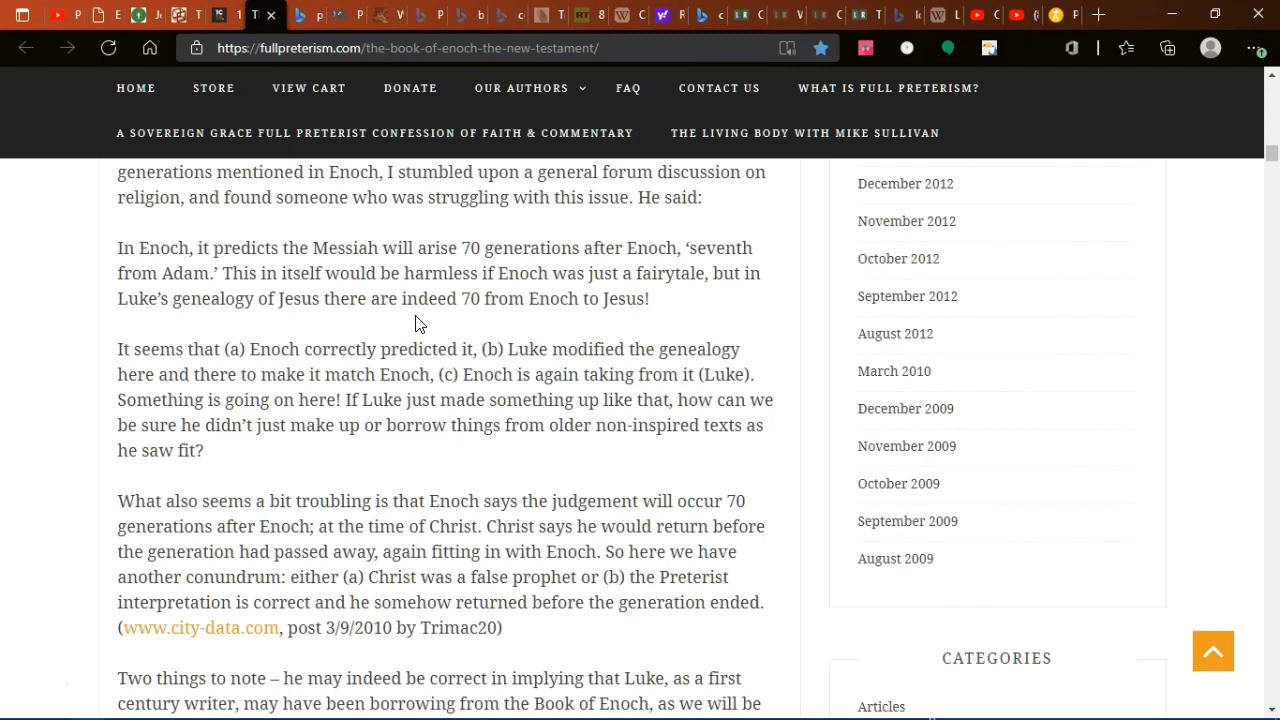 https://fullpreterism.com/the-book-of-enoch-the-new-testament/
HOME STORE VIEW CART DONATE OUR AUTHORS FAQ CONTACT US WHAT IS FULL PRETERISM?
A SOVEREIGN GRACE FULL PRETERIST CONFESSION OF FAITH & COMMENTARY THE LIVING BODY WITH MIKE SULLIVAN
generations mentioned in Enoch, I stumbled upon a general forum discussion on
religion, and found someone who was struggling with this issue. He said:
In Enoch, it predicts the Messiah will arise 70 generations after Enoch, ‘seventh
from Adam.’ This in itself would be harmless if Enoch was just a fairytale, but in
Luke’s genealogy of Jesus there are indeed 70 from Enoch to Jesus!
It seems that (a) Enoch correctly predicted it, (b) Luke modified the genealogy
here and there to make it match Enoch, (c) Enoch is again taking from it (Luke).
Something is going on here! If Luke just made something up like that, how can we
be sure he didn’t just make up or borrow things from older non-inspired texts as
he saw fit?
What also seems a bit troubling is that Enoch says the judgement will occur 70
generations after Enoch; at the time of Christ. Christ says he would return before
the generation had passed away, again fitting in with Enoch. So here we have
another conundrum: either (a) Christ was a false prophet or (b) the Preterist
interpretation is correct and he somehow returned before the generation ended.
(www.city-data.com, post 3/9/2010 by Trimac20)
Two things to note – he may indeed be correct in implying that Luke, as a first
century writer, may have been borrowing from the Book of Enoch, as we will be
December 2012
November 2012
October 2012
September 2012
August 2012
March 2010
December 2009
November 2009
October 2009
September 2009
August 2009
CATEGORIES
Articles